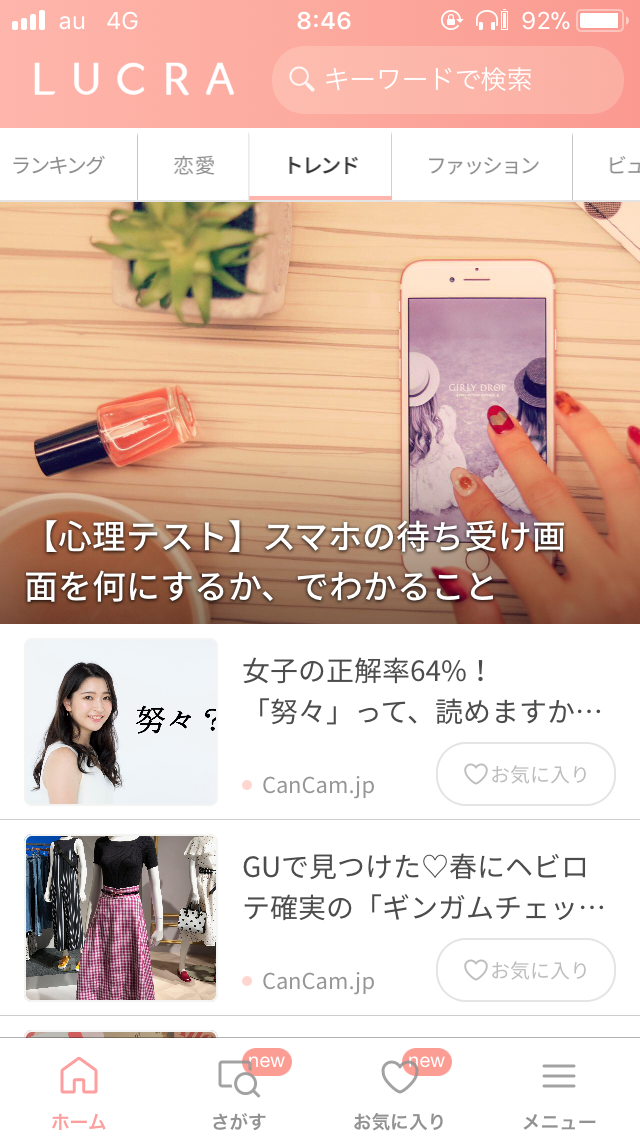 au 4G 8:46 92%
LUCRA キーワードで検索
ランキング 恋愛 トレンド ファッション ビュ
GIRLY DROP
【心理テスト】スマホの待ち受け画
面を何にするか、でわかること
女子の正解率64%！
「努々」って、読めますか…
努々？
CanCam.jp お気に入り
GUで見つけた♡春にヘビロ
テ確実の「ギンガムチェッ…
CanCam.jp お気に入り
new new
ホーム さがす お気に入り メニュー